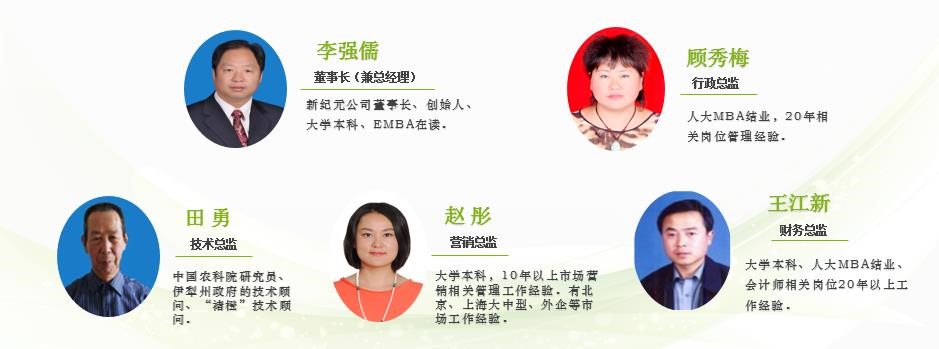 李强儒
董事长（兼总经理）
新纪元公司董事长、创始人、
大学本科、EMBA在读。
顾秀梅
行政总监
人大MBA结业，20年相
关岗位管理经验。
田 勇
技术总监
中国农科院研究员、
伊犁州政府的技术顾
问、“褚橙”技术顾
问。
赵 彤
营销总监
大学本科，10年以上市场营
销相关管理工作经验。有北
京、上海大中型、外企等市
场工作经验。
王江新
财务总监
大学本科、人大MBA结业、
会计师相关岗位20年以上工
作经验。